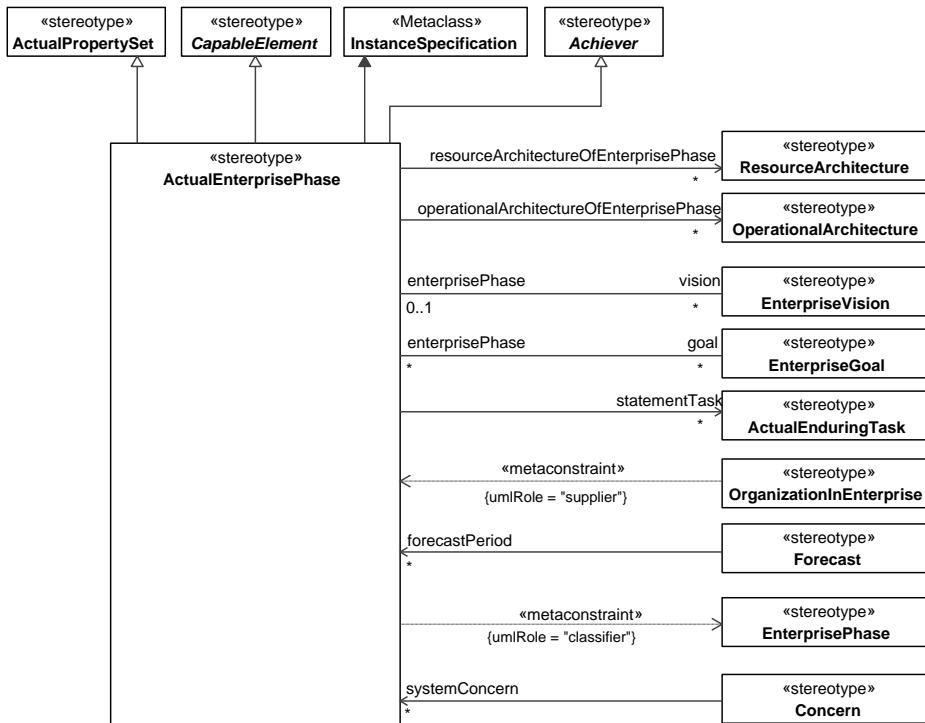 «stereotype»
ActualPropertySet
«stereotype»
CapableElement
«Metaclass»
InstanceSpecification
«stereotype»
Achiever
«stereotype»
ActualEnterprisePhase
resourceArchitectureOfEnterprisePhase
*
«stereotype»
ResourceArchitecture
operationalArchitectureOfEnterprisePhase
*
«stereotype»
OperationalArchitecture
enterprisePhase
0..1
vision
*
«stereotype»
EnterpriseVision
enterprisePhase
*
goal
*
«stereotype»
EnterpriseGoal
statementTask
*
«stereotype»
ActualEnduringTask
«metaconstraint»
{umlRole = "supplier"}
«stereotype»
OrganizationInEnterprise
forecastPeriod
*
«stereotype»
Forecast
«metaconstraint»
{umlRole = "classifier"}
«stereotype»
EnterprisePhase
systemConcern
*
«stereotype»
Concern